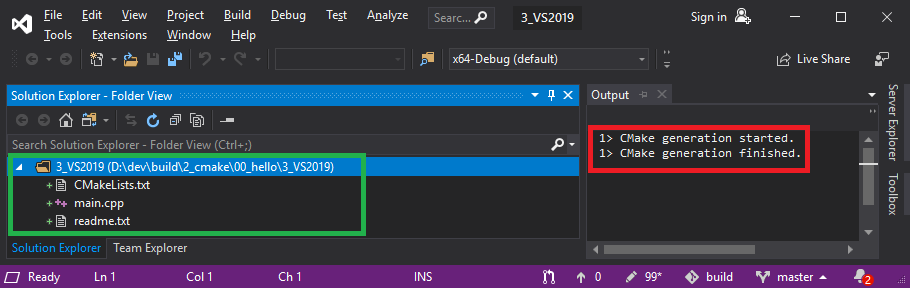 File Edit View Project Build Debug Test Analyze Searc... 3_VS2019 Sign in
Tools Extensions Window Help
x64-Debug (default) Live Share
Solution Explorer - Folder View
Search Solution Explorer - Folder View (Ctrl+;)
3_VS2019 (D:\dev\build\2_cmake\00_hello\3_VS2019)
CMakeLists.txt
main.cpp
readme.txt
Solution Explorer Team Explorer
Output
1> CMake generation started.
1> CMake generation finished.
Server Explorer
Toolbox
Ready Ln 1 Col 1 Ch 1 INS 0 99* build master 2